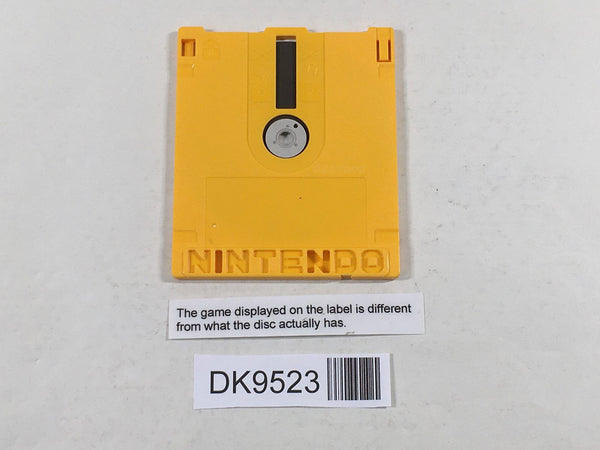 NINTENDO
The game displayed on the label is different
from what the disc actually has.
DK9523